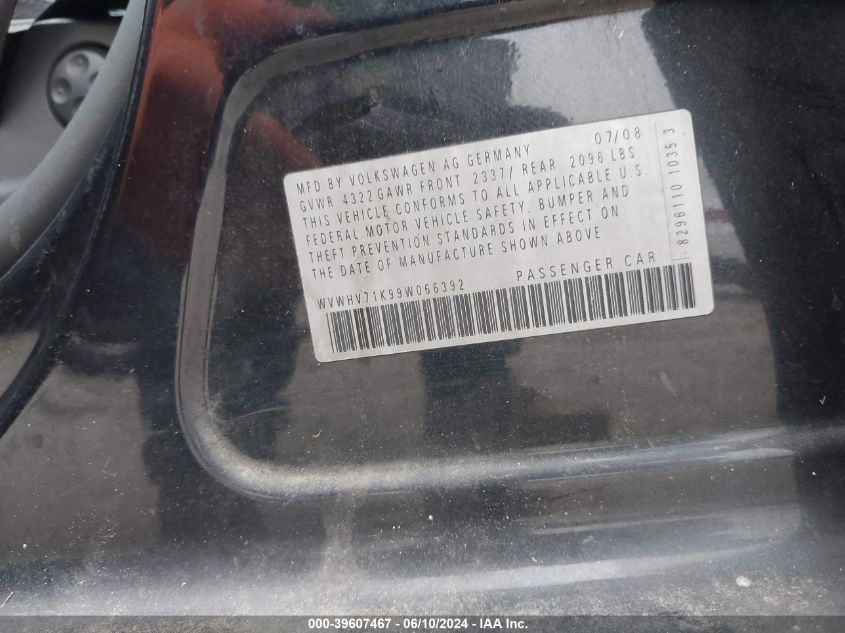 07/08
MFD BY VOLKSWAGEN AG GERMANY
GVWR 4322 GAWR FRONT 2337/ REAR 2096 LBS
THIS VEHICLE CONFORMS TO ALL APPLICABLE U.S.
FEDERAL MOTOR VEHICLE SAFETY, BUMPER AND
THEFT PREVENTION STANDARDS IN EFFECT ON
THE DATE OF MANUFACTURE SHOWN ABOVE
WVWHV71K99W066392 PASSENGER CAR
8296110 1035 3
000-39607467 - 06/10/2024 - IAA Inc.